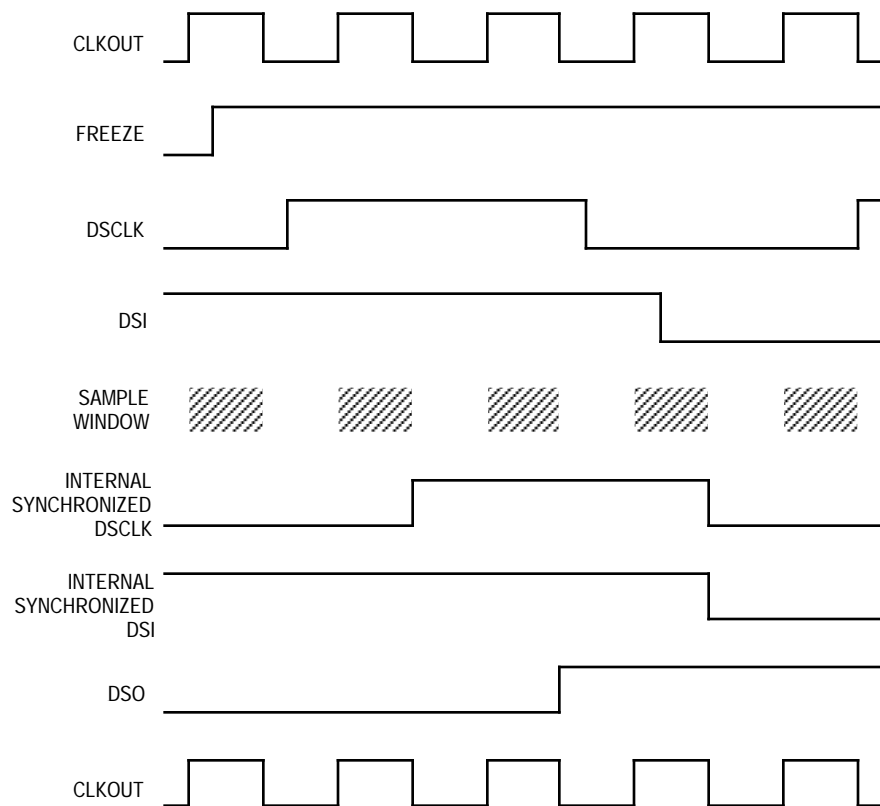 CLKOUT
FREEZE
DSCLK
DSI
SAMPLE
WINDOW
INTERNAL
SYNCHRONIZED
DSCLK
INTERNAL
SYNCHRONIZED
DSI
DSO
CLKOUT